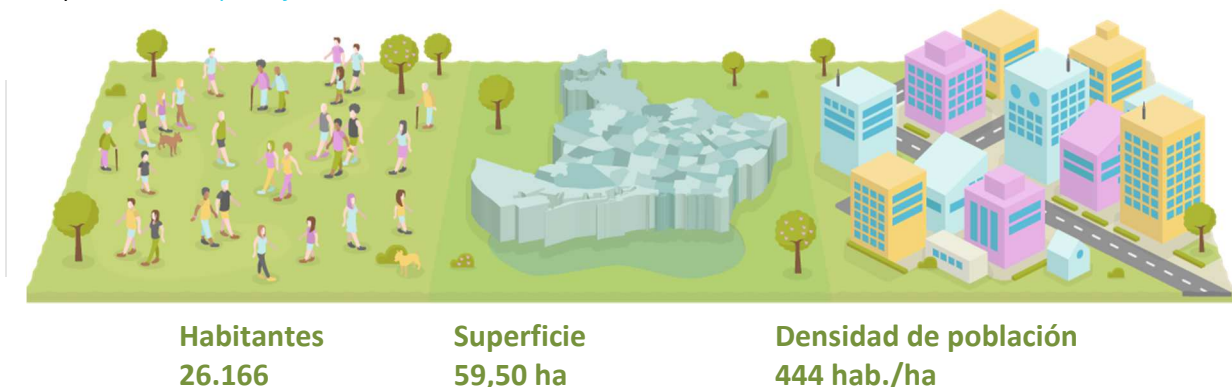 Habitantes
26.166
Superficie
59,50 ha
Densidad de población
444 hab./ha